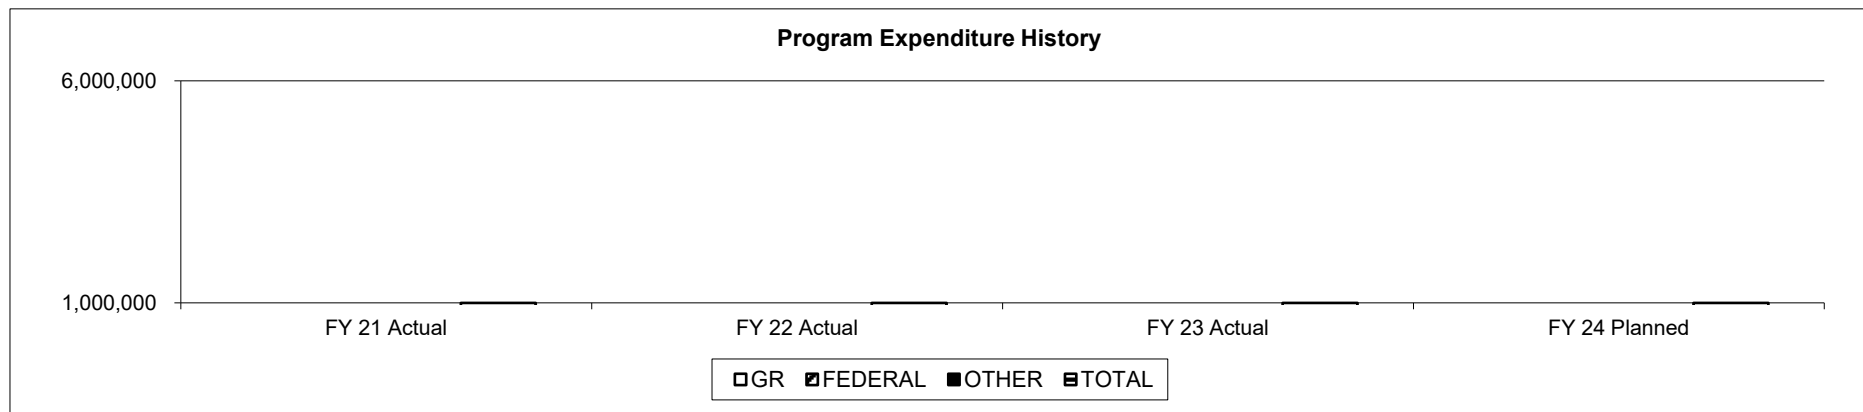 Program Expenditure History
6,000,000
1,000,000
FY 21 Actual FY 22 Actual FY 23 Actual FY 24 Planned
GR FEDERAL OTHER TOTAL